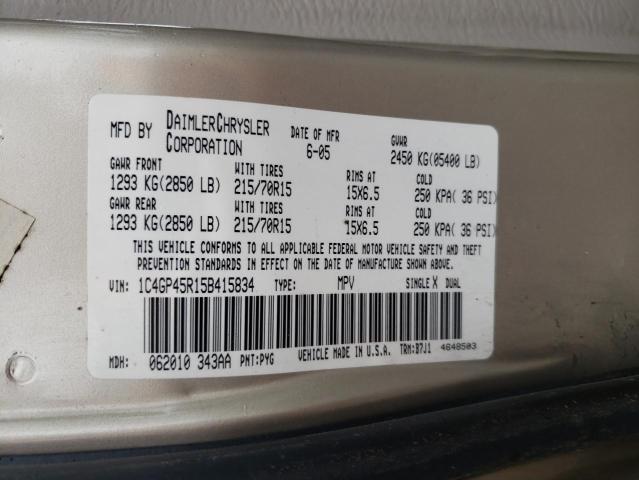 MFD BY DAIMLERCHRYSLER CORPORATION DATE OF MFR 6-05 GVWR 2450 KG(05400 LB)
GAWR FRONT WITH TIRES RIMS AT COLD
1293 KG(2850 LB) 215/70R15 15X6.5 250 KPA( 36 PSI)
GAWR REAR WITH TIRES RIMS AT COLD
1293 KG(2850 LB) 215/70R15 15X6.5 250 KPA( 36 PSI)
THIS VEHICLE CONFORMS TO ALL APPLICABLE FEDERAL MOTOR VEHICLE SAFETY AND THEFT
PREVENTION STANDARDS IN EFFECT ON THE DATE OF MANUFACTURE SHOWN ABOVE.
VIN: 1C4GP45R15B415834 TYPE: MPV SINGLE X DUAL
MDH: 062010 343AA PNT:PYG VEHICLE MADE IN U.S.A. TRM:B7J1 4648503